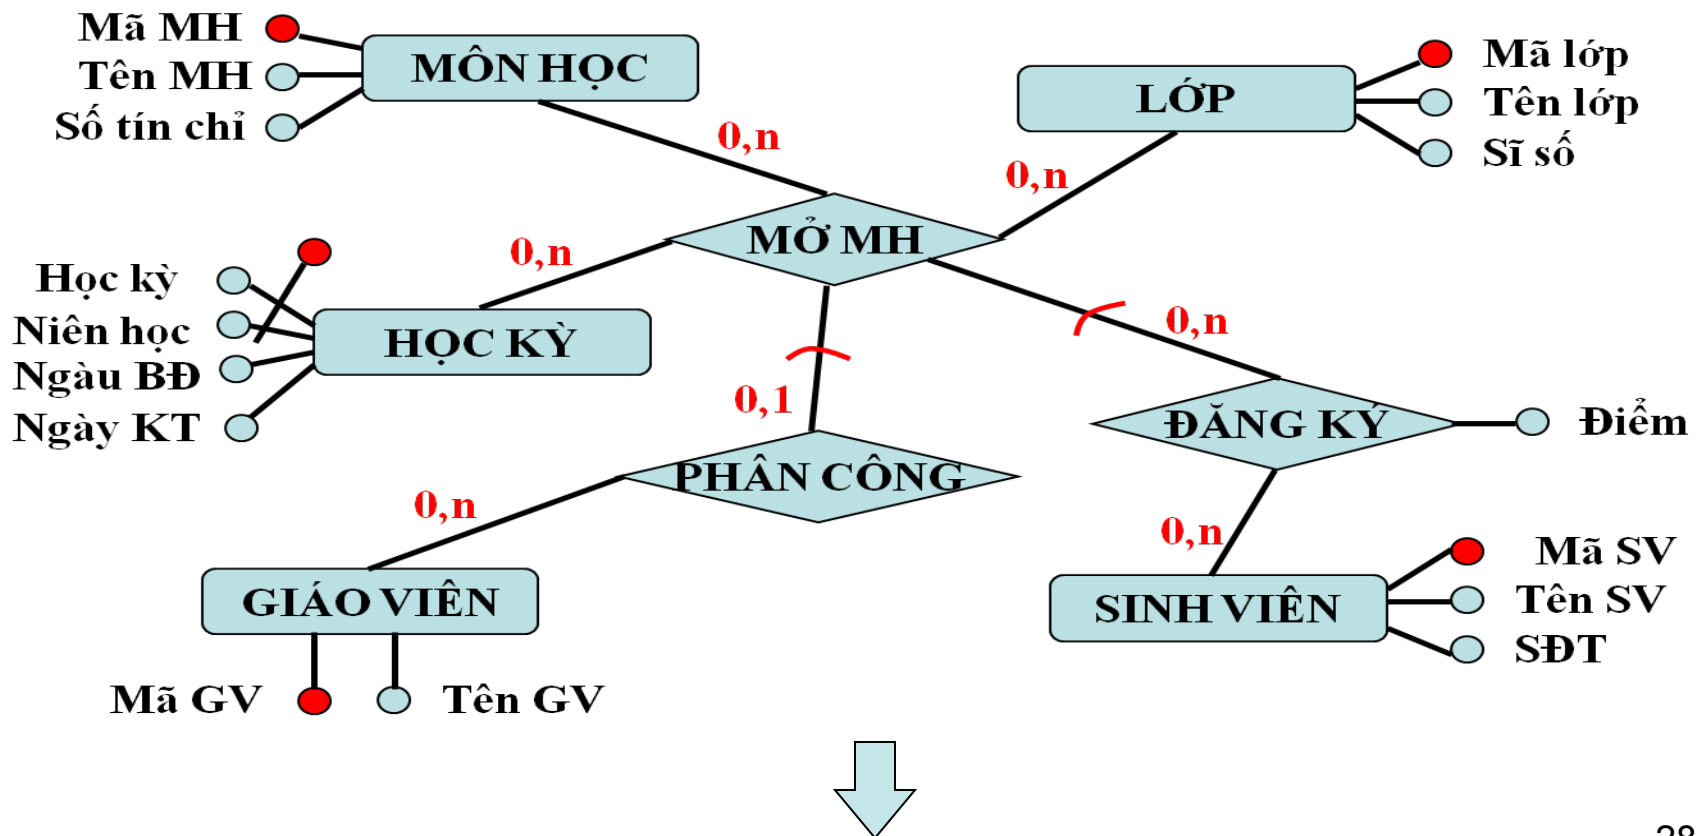 Mã MH
Tên MH
Số tín chỉ
MÔN HỌC
LỚP
Mã lớp
Tên lớp
Sĩ số
0,n
0,n
MỞ MH
0,n
Học kỳ
Niên học
Ngàu BĐ
Ngày KT
HỌC KỲ
0,n
0,1
ĐĂNG KÝ
Điểm
PHÂN CÔNG
0,n
0,n
GIÁO VIÊN
SINH VIÊN
Mã SV
Tên SV
SĐT
Mã GV
Tên GV